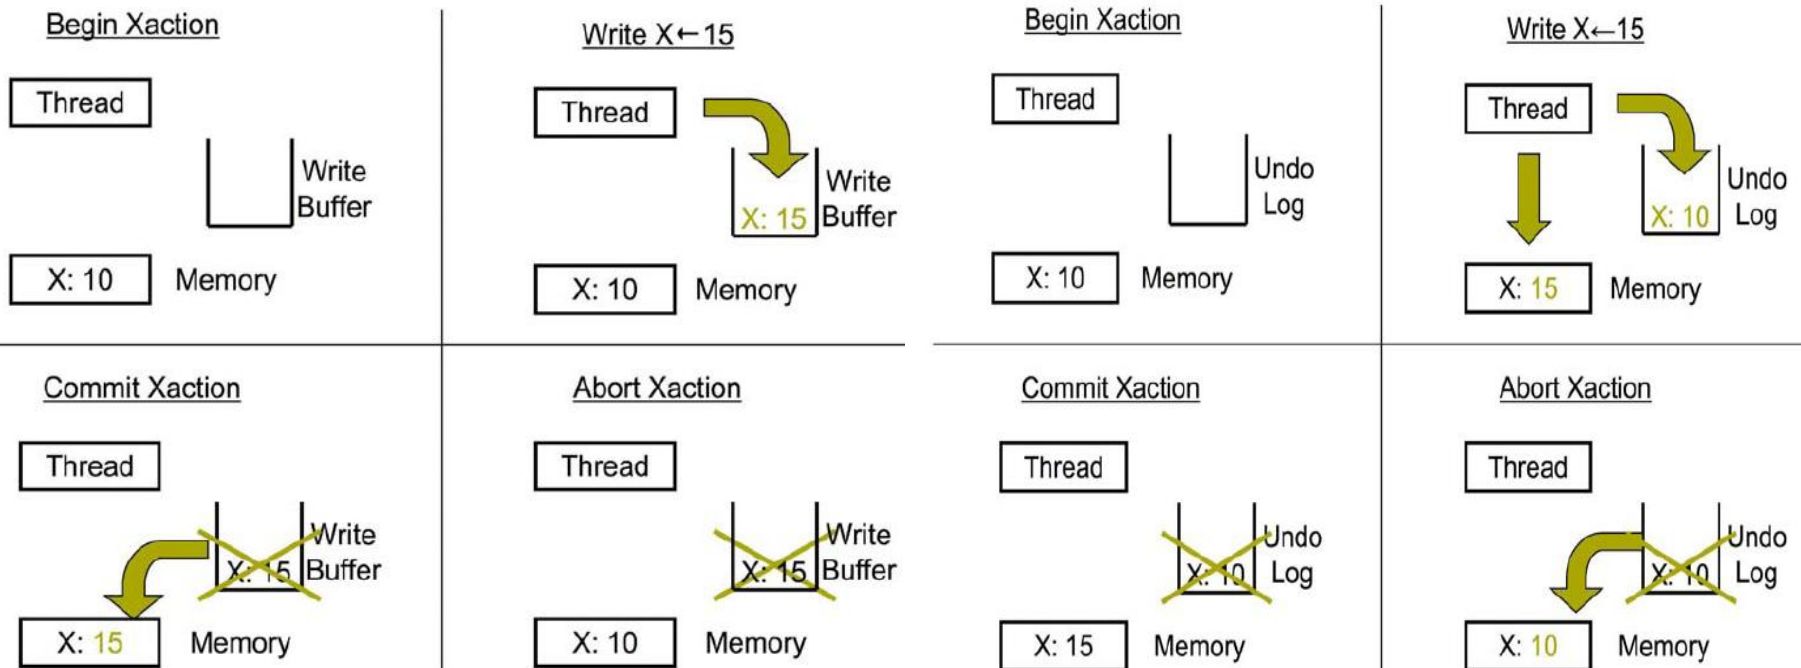 Begin Xaction
Thread
Write
Buffer
X: 10 Memory
Write X←15
Thread
Write
X: 15 Buffer
X: 10 Memory
Commit Xaction
Thread
Write
X: 15 Buffer
X: 15 Memory
Abort Xaction
Thread
Write
X: 15 Buffer
X: 10 Memory
Begin Xaction
Thread
Undo
Log
X: 10 Memory
Write X←15
Thread
Undo
X: 10 Log
X: 15 Memory
Commit Xaction
Thread
Undo
X: 10 Log
X: 15 Memory
Abort Xaction
Thread
Undo
X: 10 Log
X: 10 Memory